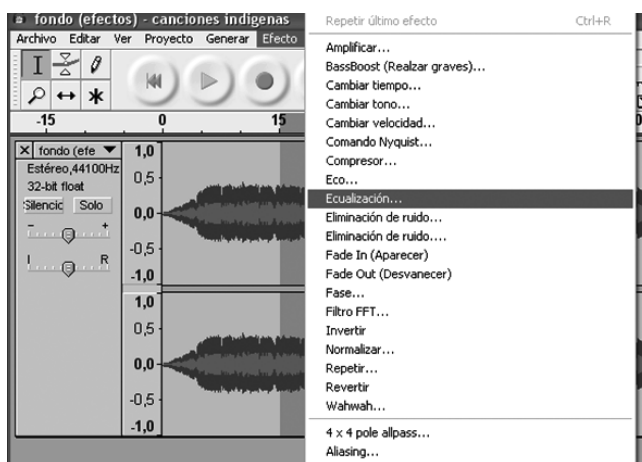 fondo (efectos) - canciones indigenas
Archivo Editar Ver Proyecto Generar Efecto
-15 0 15
fondo (efe
Estéreo,44100Hz
32-bit float
Silencic Solo
- +
I R
1,0
0,5
0,0
-0,5
-1,0
1,0
0,5
0,0
-0,5
-1,0
Repetir último efecto Ctrl+R
Amplificar...
BassBoost (Realzar graves)...
Cambiar tiempo...
Cambiar tono...
Cambiar velocidad...
Comando Nyquist...
Compresor...
Eco...
Ecualización...
Eliminación de ruido...
Eliminación de ruido....
Fade In (Aparecer)
Fade Out (Desvanecer)
Fase...
Filtro FFT...
Invertir
Normalizar...
Repetir...
Revertir
Wahwah...
4 x 4 pole allpass...
Aliasing...